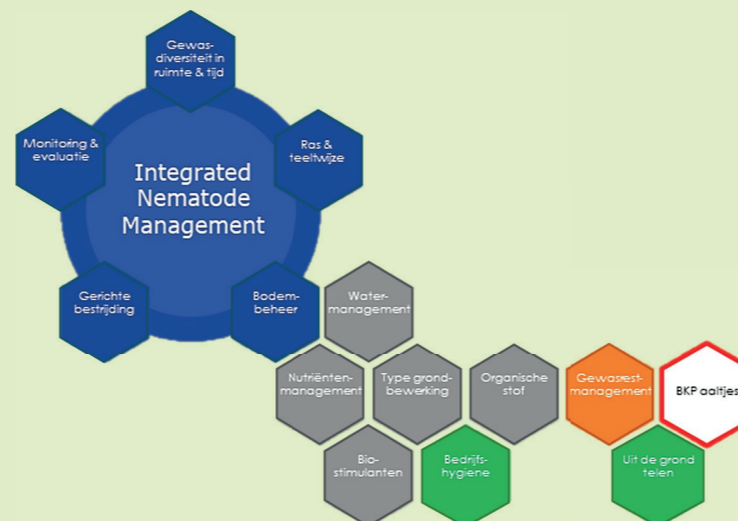 Gewas-
diversiteit in
ruimte & tijd
Monitoring &
evaluatie
Ras &
teeltwijze
Integrated
Nematode
Management
Gerichte
bestrijding
Bodem-
beheer
Water-
management
Nutriënten-
management
Type grond-
bewerking
Organische
stof
Gewasrest-
management
BKP aaltjes
Bio-
stimulanten
Bedrijfs-
hygiene
Uit de grond
telen